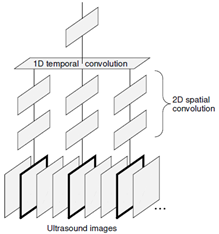 1D temporal convolution
2D spatial
convolution
...
Ultrasound images